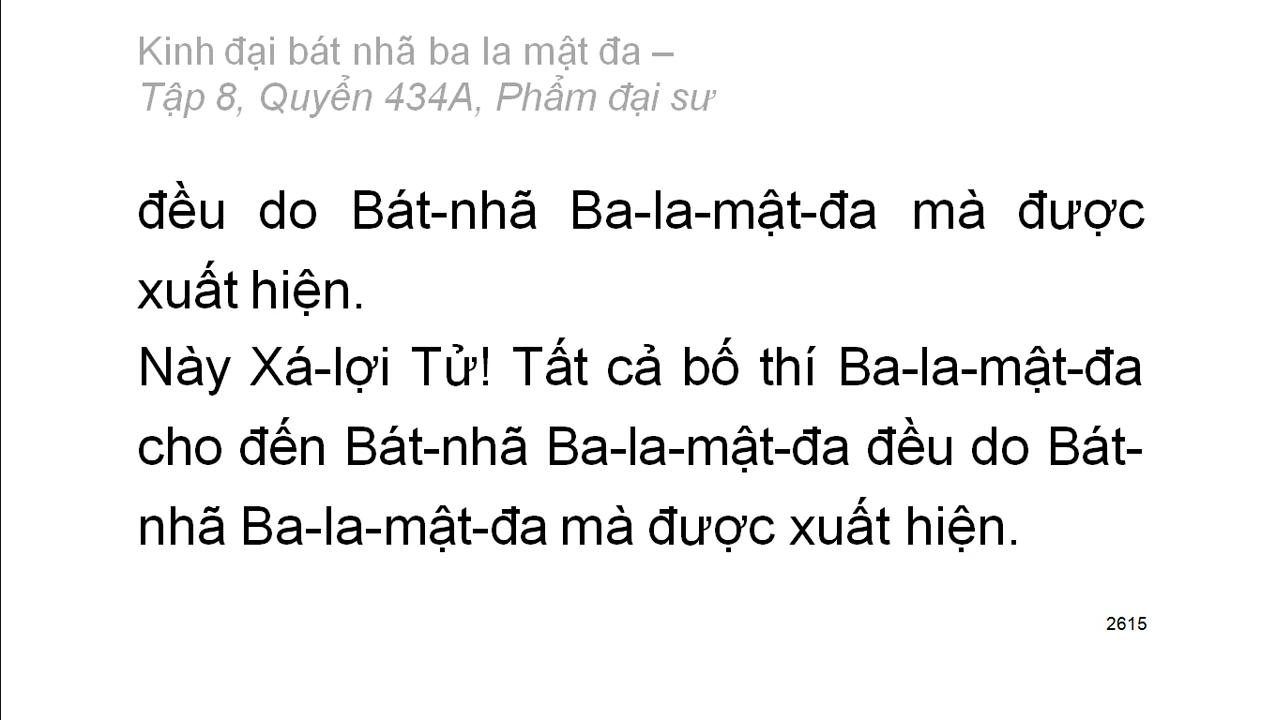 Kinh đại bát nhã ba la mật đa –
Tập 8, Quyển 434A, Phẩm đại sư
đều do Bát-nhã Ba-la-mật-đa mà được
xuất hiện.
Này Xá-lợi Tử! Tất cả bố thí Ba-la-mật-đa
cho đến Bát-nhã Ba-la-mật-đa đều do Bát-
nhã Ba-la-mật-đa mà được xuất hiện.
2615